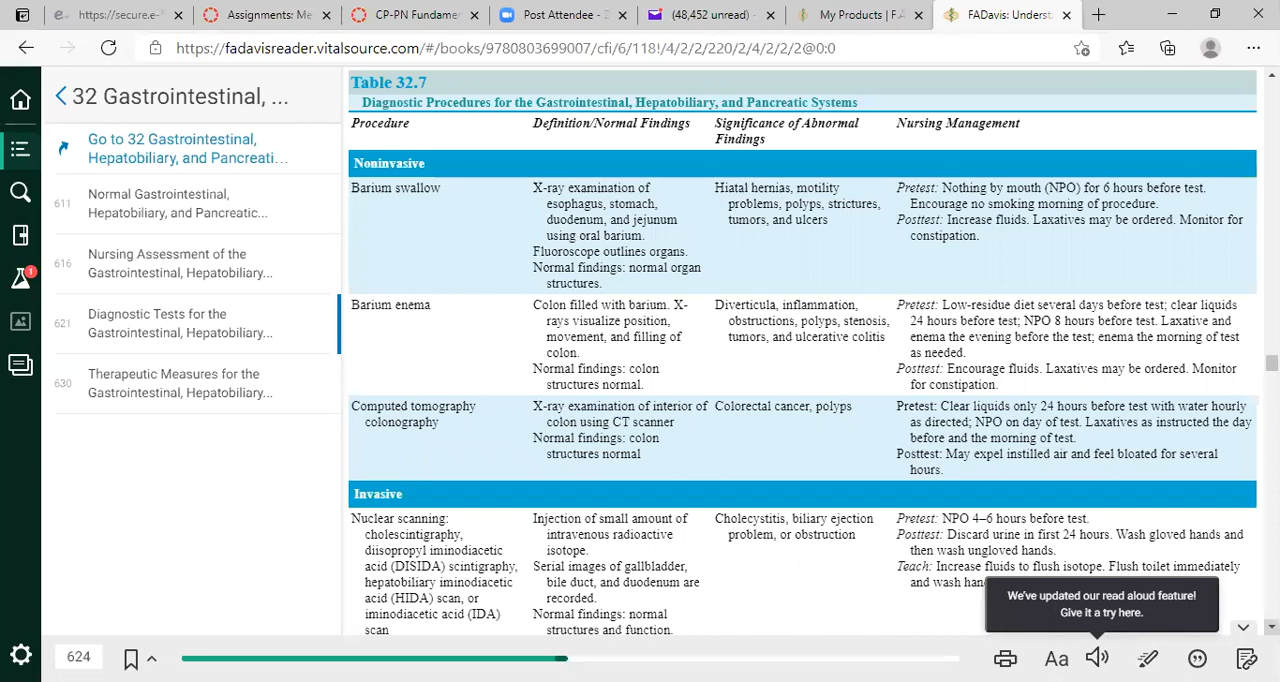 https://secure.e-
Assignments: Me
CP-PN Fundame
Post Attendee - Z
(48,452 unread) -
My Products | F.A
FADavis: Underst
https://fadavisreader.vitalsource.com/#/books/9780803699007/cfi/6/118!/4/2/2/220/2/4/2/2/2@0:0
32 Gastrointestinal, ...
Go to 32 Gastrointestinal,
Hepatobiliary, and Pancreati...
611
Normal Gastrointestinal,
Hepatobiliary, and Pancreatic...
616
Nursing Assessment of the
Gastrointestinal, Hepatobiliary...
621
Diagnostic Tests for the
Gastrointestinal, Hepatobiliary...
630
Therapeutic Measures for the
Gastrointestinal, Hepatobiliary...
1
Table 32.7
Diagnostic Procedures for the Gastrointestinal, Hepatobiliary, and Pancreatic Systems
Procedure
Definition/Normal Findings
Significance of Abnormal
Findings
Nursing Management
Noninvasive
Barium swallow
X-ray examination of
esophagus, stomach,
duodenum, and jejunum
using oral barium.
Fluoroscope outlines organs.
Normal findings: normal organ
structures.
Hiatal hernias, motility
problems, polyps, strictures,
tumors, and ulcers
Pretest: Nothing by mouth (NPO) for 6 hours before test.
Encourage no smoking morning of procedure.
Posttest: Increase fluids. Laxatives may be ordered. Monitor for
constipation.
Barium enema
Colon filled with barium. X-
rays visualize position,
movement, and filling of
colon.
Normal findings: colon
structures normal.
Diverticula, inflammation,
obstructions, polyps, stenosis,
tumors, and ulcerative colitis
Pretest: Low-residue diet several days before test; clear liquids
24 hours before test; NPO 8 hours before test. Laxative and
enema the evening before the test; enema the morning of test
as needed.
Posttest: Encourage fluids. Laxatives may be ordered. Monitor
for constipation.
Computed tomography
colonography
X-ray examination of interior of
colon using CT scanner
Normal findings: colon
structures normal
Colorectal cancer, polyps
Pretest: Clear liquids only 24 hours before test with water hourly
as directed; NPO on day of test. Laxatives as instructed the day
before and the morning of test.
Posttest: May expel instilled air and feel bloated for several
hours.
Invasive
Nuclear scanning:
cholescintigraphy,
diisopropyl iminodiacetic
acid (DISIDA) scintigraphy,
hepatobiliary iminodiacetic
acid (HIDA) scan, or
iminodiacetic acid (IDA)
scan
Injection of small amount of
intravenous radioactive
isotope.
Serial images of gallbladder,
bile duct, and duodenum are
recorded.
Normal findings: normal
structures and function.
Cholecystitis, biliary ejection
problem, or obstruction
Pretest: NPO 4–6 hours before test.
Posttest: Discard urine in first 24 hours. Wash gloved hands and
then wash ungloved hands.
Teach: Increase fluids to flush isotope. Flush toilet immediately
and wash han
We've updated our read aloud feature!
Give it a try here.
624
Aa